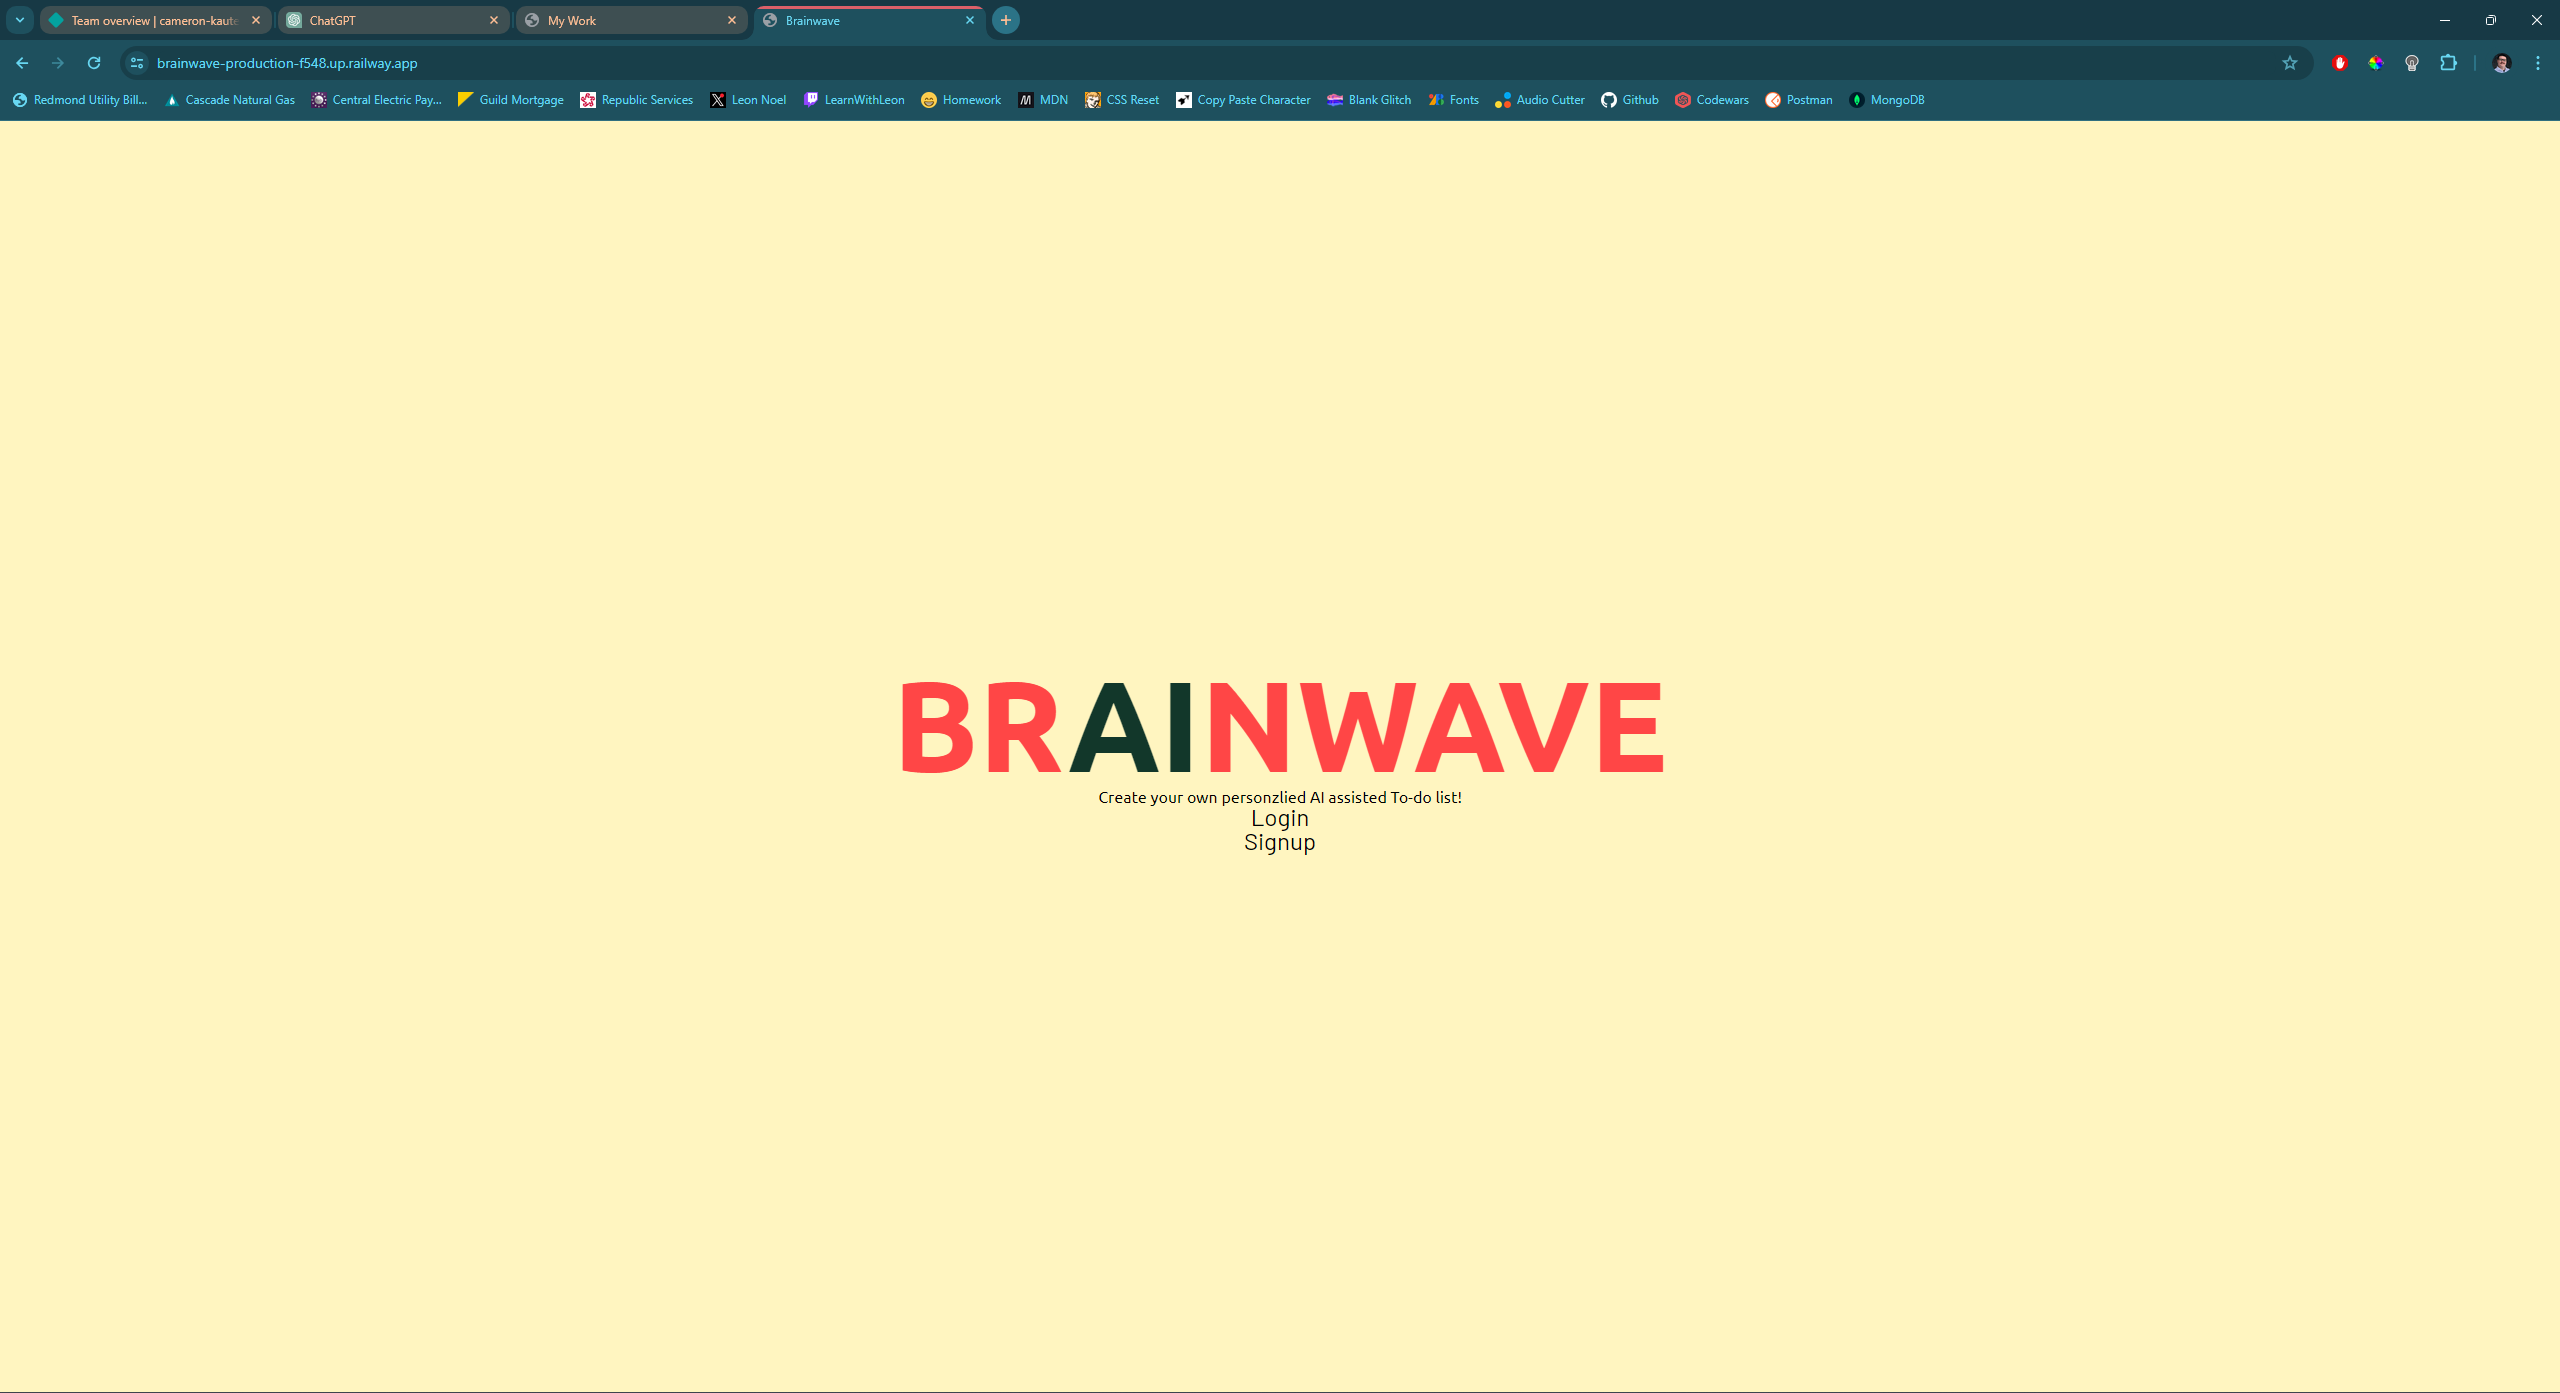 Team overview | cameron-kaute
ChatGPT
My Work
Brainwave
brainwave-production-f548.up.railway.app
Redmond Utility Bill... Cascade Natural Gas Central Electric Pay... Guild Mortgage Republic Services Leon Noel LearnWithLeon Homework MDN CSS Reset Copy Paste Character Blank Glitch Fonts Audio Cutter Github Codewars Postman MongoDB
BRAINWAVE
Create your own personzlied AI assisted To-do list!
Login
Signup